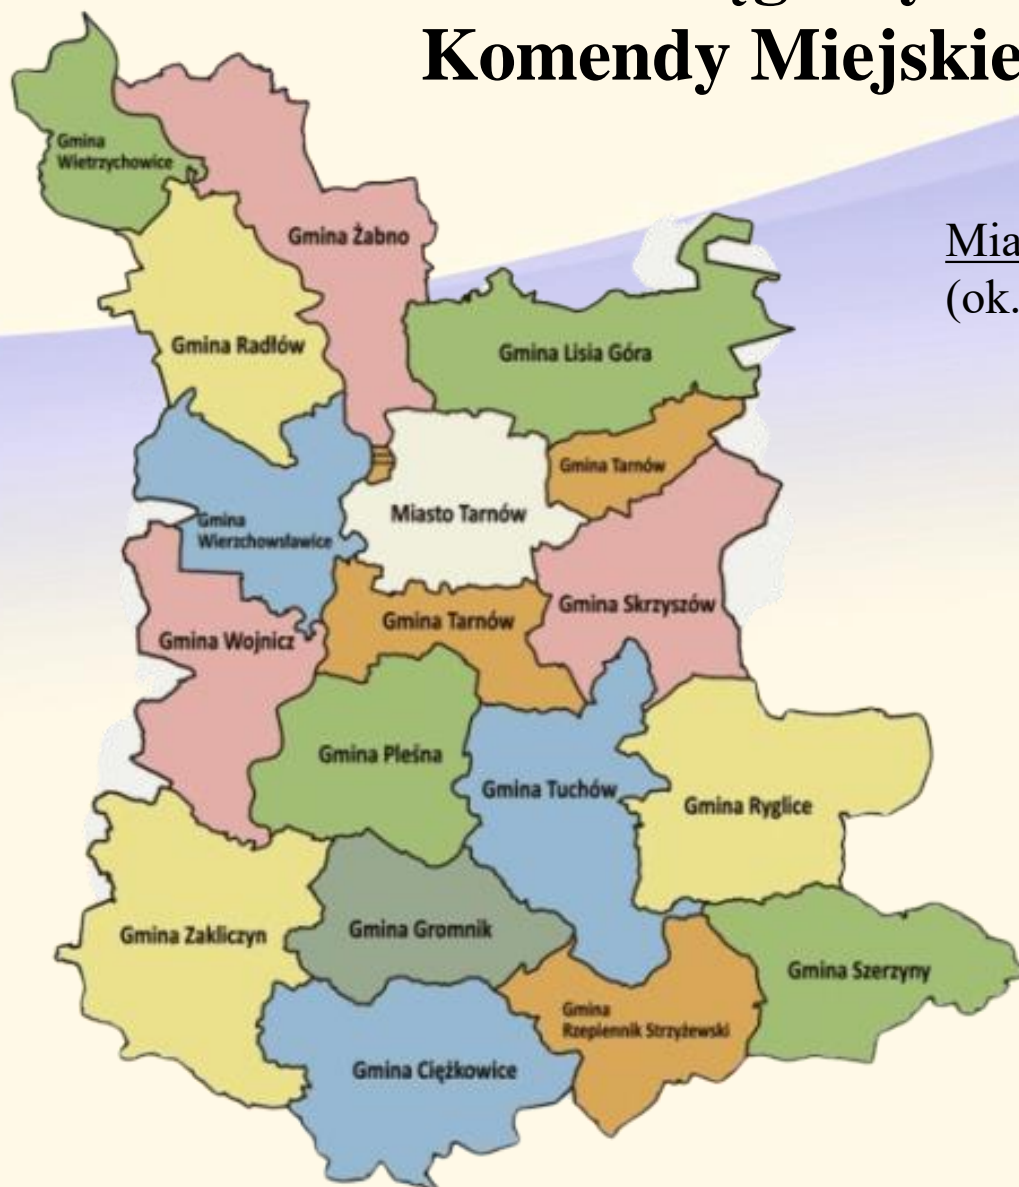 Komendy Miejskie
Gmina
Wietrzychowice
Gmina Żabno
Mia
(ok.
Gmina Radłów
Gmina Lisia Góra
Gmina Tarnów
Miasto Tarnów
Gmina
Wierzchosławice
Gmina Skrzyszów
Gmina Tarnów
Gmina Wojnicz
Gmina Pleśna
Gmina Tuchów
Gmina Ryglice
Gmina Zakliczyn
Gmina Gromnik
Gmina Szerzyny
Gmina
Rzepiennik Strzyżewski
Gmina Ciężkowice